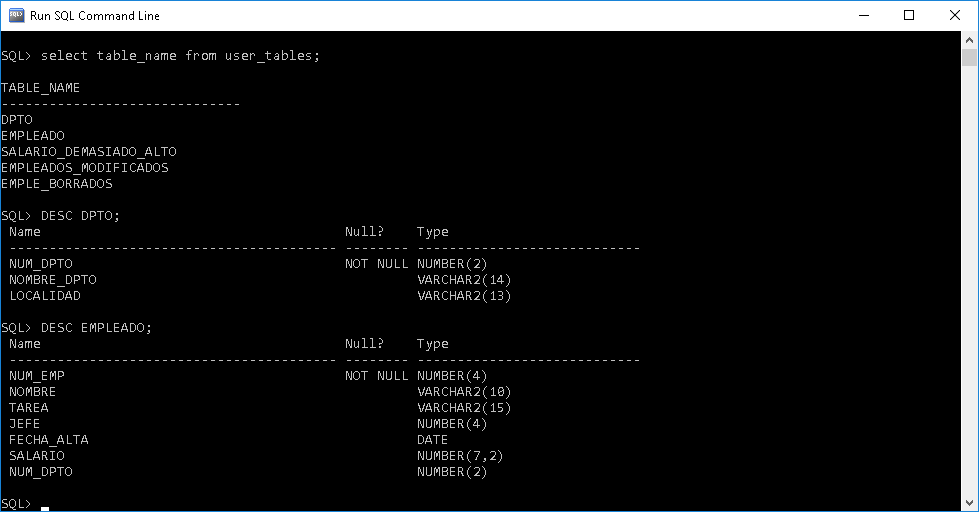 Run SQL Command Line
SQL> select table_name from user_tables;
TABLE_NAME
------------------------------
DPTO
EMPLEADO
SALARIO_DEMASIADO_ALTO
EMPLEADOS_MODIFICADOS
EMPLE_BORRADOS
SQL> DESC DPTO;
 Name                                      Null?    Type
 ----------------------------------------- -------- ----------------------------
 NUM_DPTO                                  NOT NULL NUMBER(2)
 NOMBRE_DPTO                                        VARCHAR2(14)
 LOCALIDAD                                          VARCHAR2(13)
SQL> DESC EMPLEADO;
 Name                                      Null?    Type
 ----------------------------------------- -------- ----------------------------
 NUM_EMP                                   NOT NULL NUMBER(4)
 NOMBRE                                             VARCHAR2(10)
 TAREA                                              VARCHAR2(15)
 JEFE                                               NUMBER(4)
 FECHA_ALTA                                         DATE
 SALARIO                                            NUMBER(7,2)
 NUM_DPTO                                           NUMBER(2)
SQL>